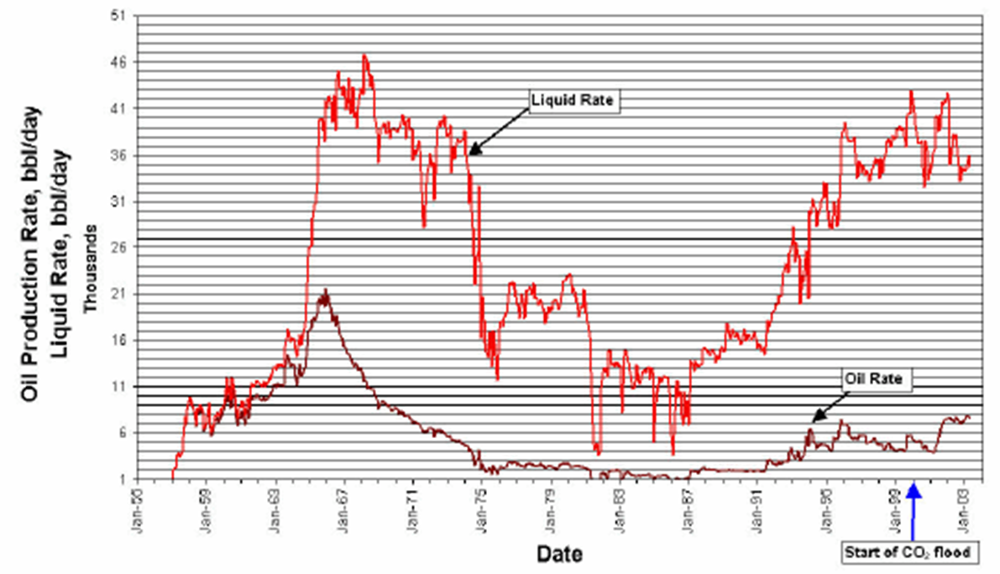 Oil Production Rate, bbl/day
Liquid Rate, bbl/day
Thousands
51
46
41
36
31
26
21
16
11
6
1
Liquid Rate
Oil Rate
Jan-55
Jan-59
Jan-63
Jan-67
Jan-71
Jan-75
Jan-79
Jan-83
Jan-87
Jan-91
Jan-95
Jan-99
Jan-03
Date
Start of CO₂ flood